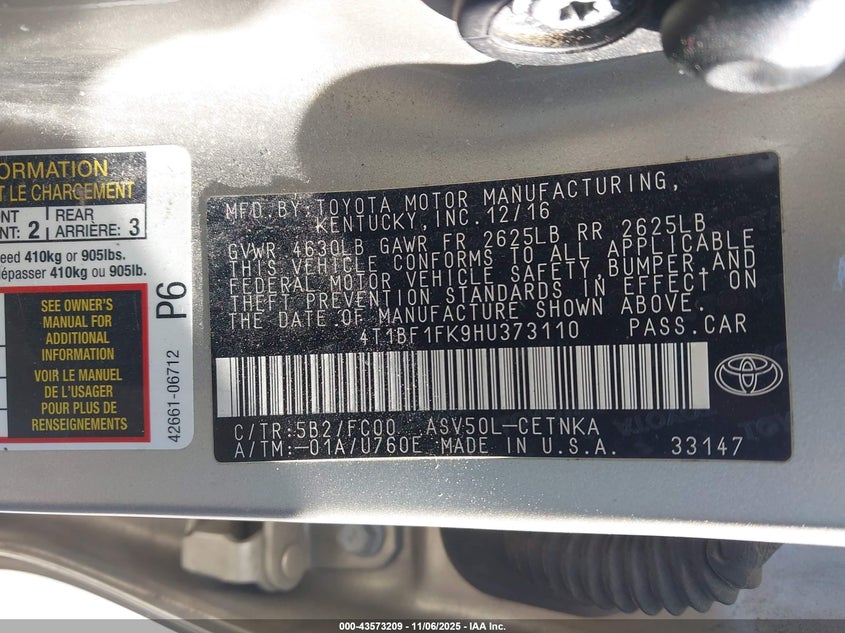 ORMATION
T LE CHARGEMENT
NT 2 REAR 3
NT: ARRIÈRE:
eed 410kg or 905lbs.
dépasser 410kg ou 905lb.
SEE OWNER'S
MANUAL FOR
ADDITIONAL
INFORMATION
VOIR LE MANUEL
DE L'USAGER
POUR PLUS DE
RENSEIGNEMENTS
P6
42661-06712
MFD.BY:TOYOTA MOTOR MANUFACTURING,
KENTUCKY,INC.12/16
GVWR 4630LB GAWR FR 2625LB RR 2625LB
THIS VEHICLE CONFORMS TO ALL APPLICABLE
FEDERAL MOTOR VEHICLE SAFETY,BUMPER,AND
THEFT PREVENTION STANDARDS IN EFFECT ON
THE DATE OF MANUFACTURE SHOWN ABOVE.
4T1BF1FK9HU373110 PASS.CAR
C/TR:5B2/FC00 ASV50L-CETNKA
A/TM:-01A/U760E MADE IN U.S.A. 33147
000-43573209 - 11/06/2025 - IAA Inc.